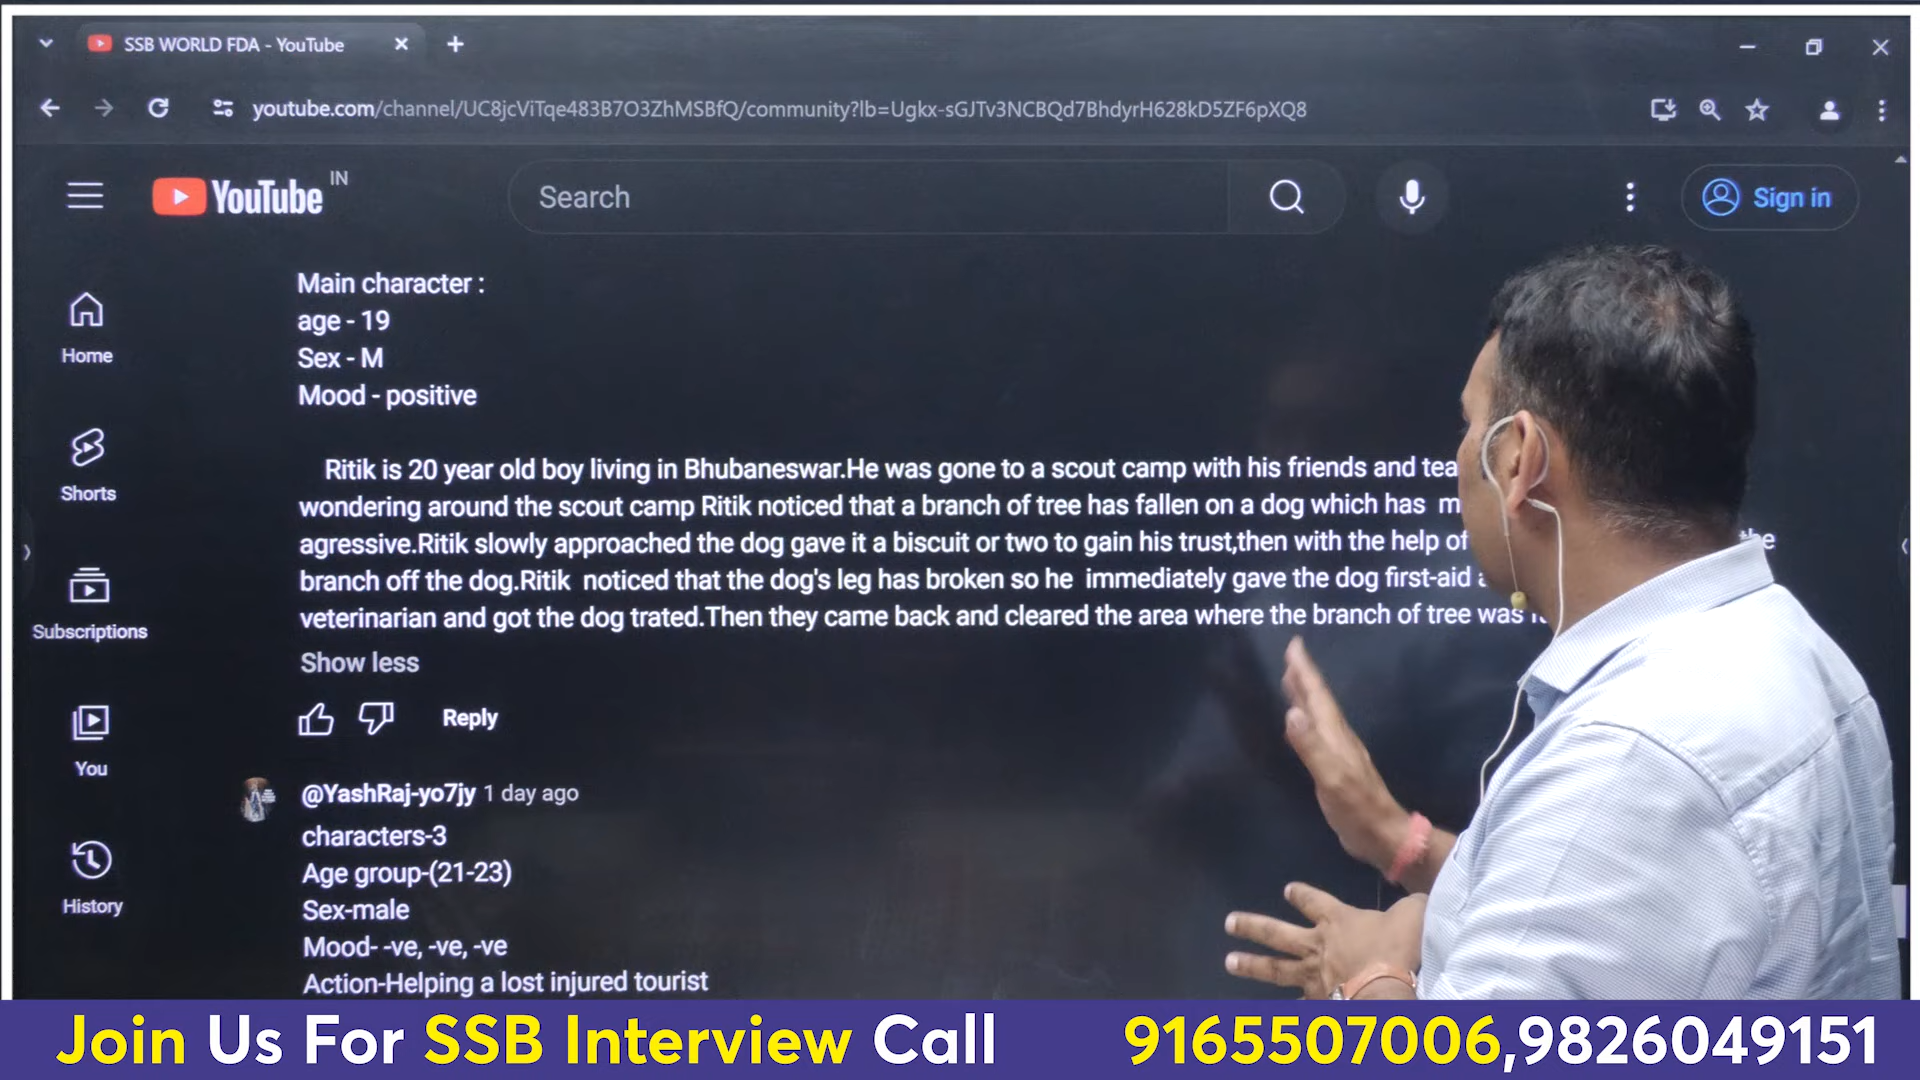 SSB WORLD FDA - YouTube
youtube.com/channel/UC8jcViTqe483B7O3ZhMSBfQ/community?lb=Ugkx-sGJTv3NCBQd7BhdyrH628kD5ZF6pXQ8
YouTube IN
Search
Sign in
Home
Shorts
Subscriptions
You
History
Main character :
age - 19
Sex - M
Mood - positive
Ritik is 20 year old boy living in Bhubaneswar.He was gone to a scout camp with his friends and
wondering around the scout camp Ritik noticed that a branch of tree has fallen on a dog which has
agressive.Ritik slowly approached the dog gave it a biscuit or two to gain his trust,then with the help of the
branch off the dog.Ritik noticed that the dog's leg has broken so he immediately gave the dog first-aid
veterinarian and got the dog trated.Then they came back and cleared the area where the branch of tree was
Show less
Reply
@YashRaj-yo7jy 1 day ago
characters-3
Age group-(21-23)
Sex-male
Mood- -ve, -ve, -ve
Action-Helping a lost injured tourist
Join Us For SSB Interview Call 9165507006,9826049151